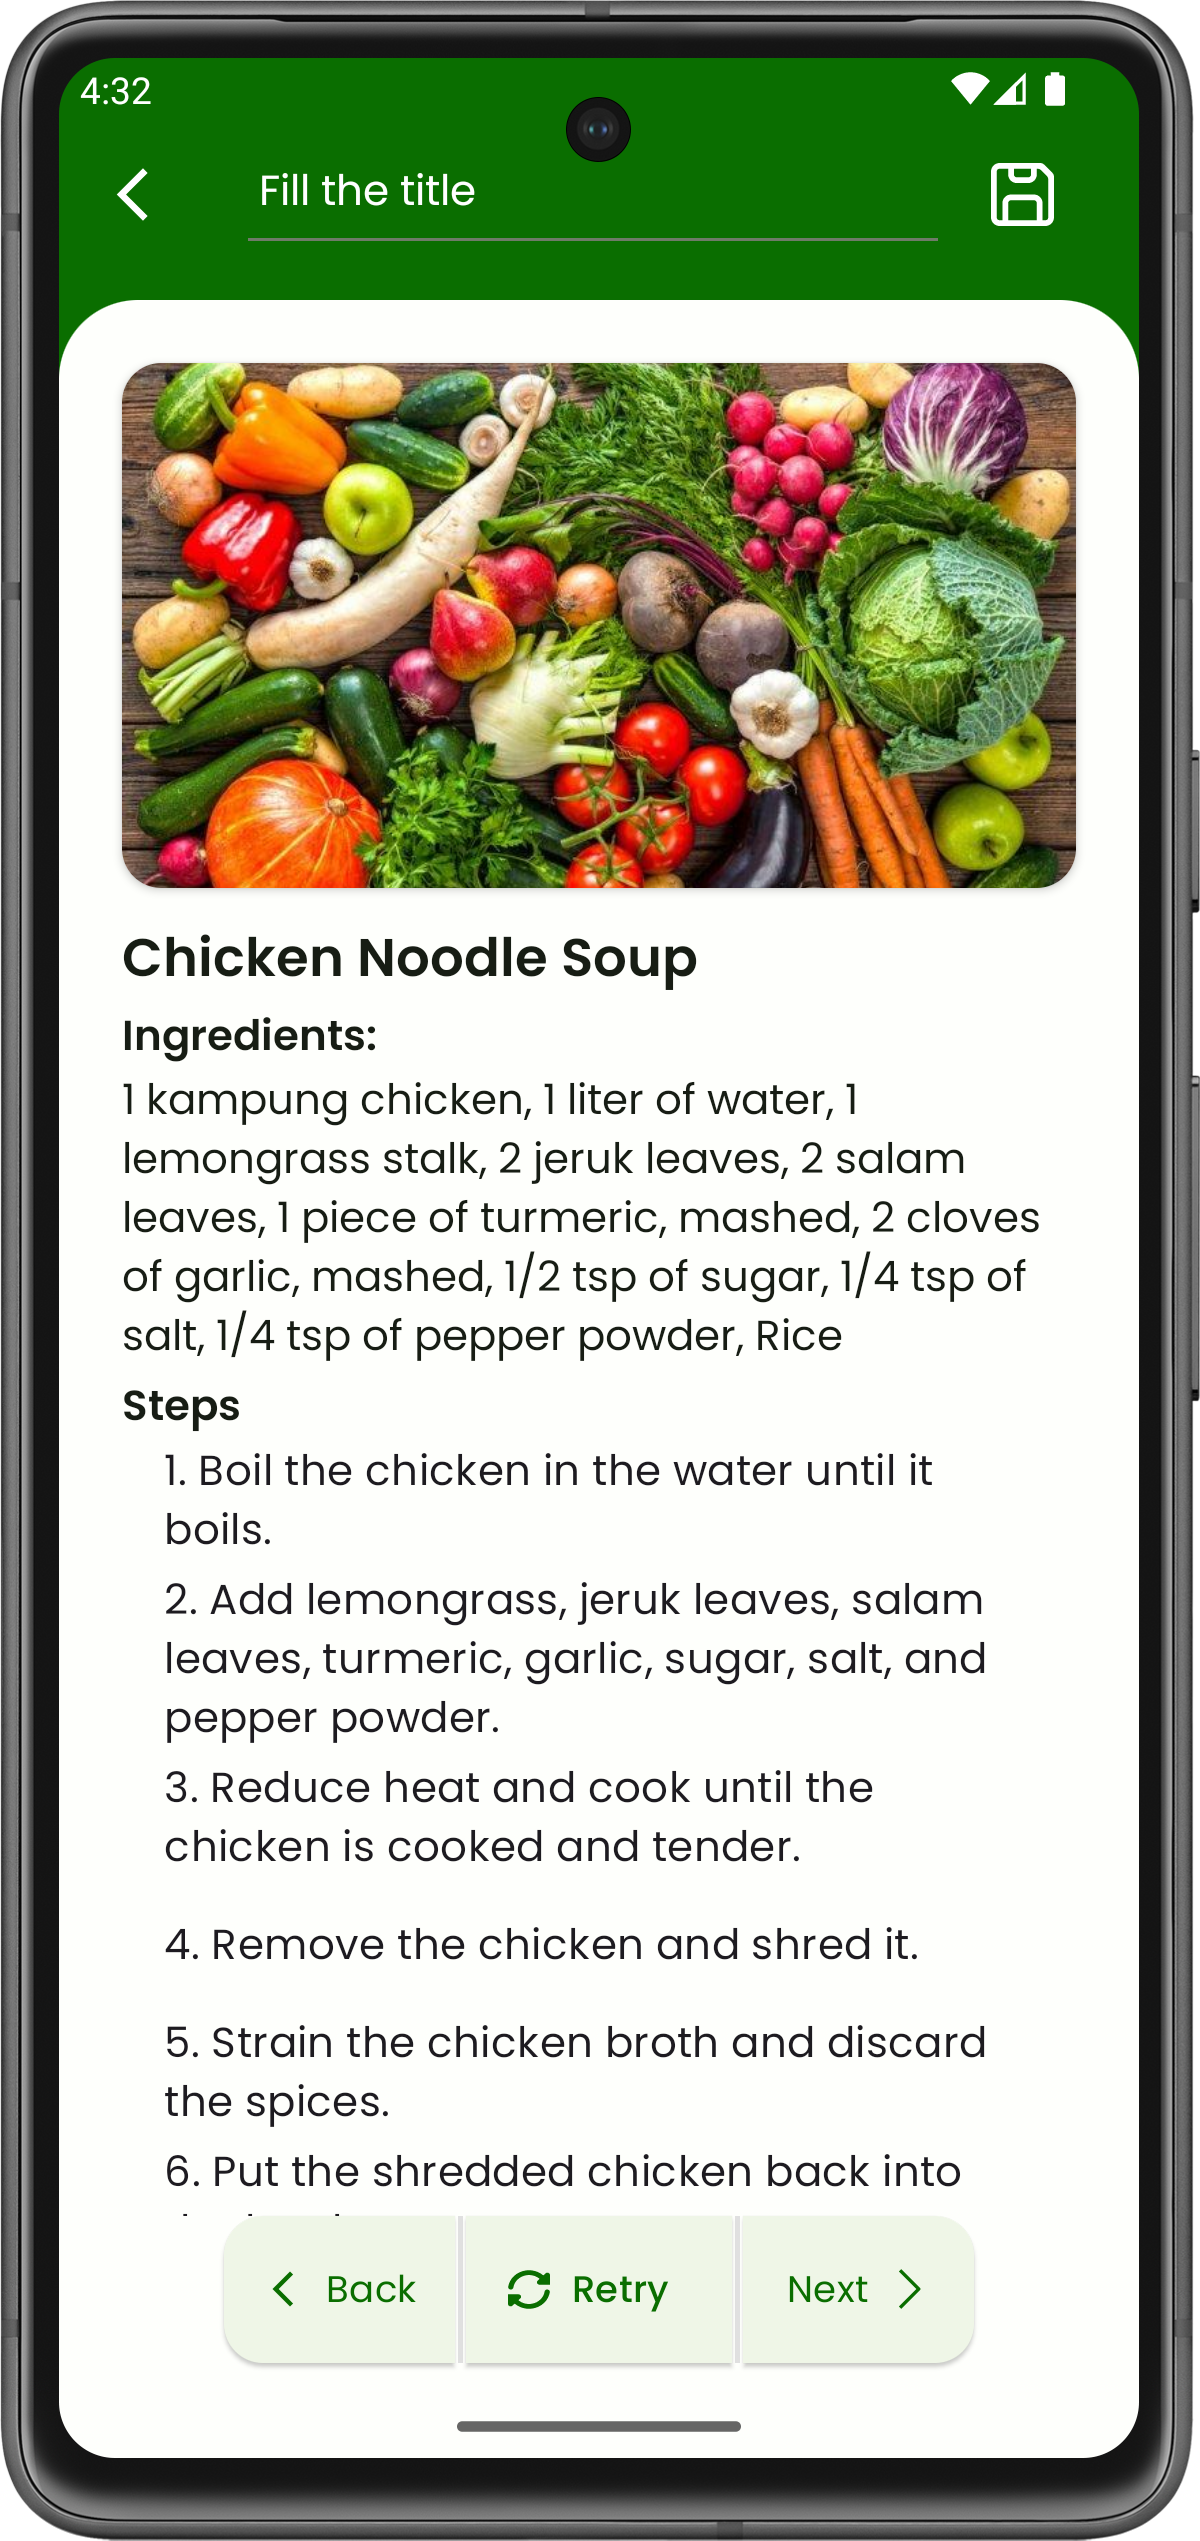 4:32
Fill the title
Chicken Noodle Soup
Ingredients:
1 kampung chicken, 1 liter of water, 1
lemongrass stalk, 2 jeruk leaves, 2 salam
leaves, 1 piece of turmeric, mashed, 2 cloves
of garlic, mashed, 1/2 tsp of sugar, 1/4 tsp of
salt, 1/4 tsp of pepper powder, Rice
Steps
1. Boil the chicken in the water until it
boils.
2. Add lemongrass, jeruk leaves, salam
leaves, turmeric, garlic, sugar, salt, and
pepper powder.
3. Reduce heat and cook until the
chicken is cooked and tender.
4. Remove the chicken and shred it.
5. Strain the chicken broth and discard
the spices.
6. Put the shredded chicken back into
Back Retry Next